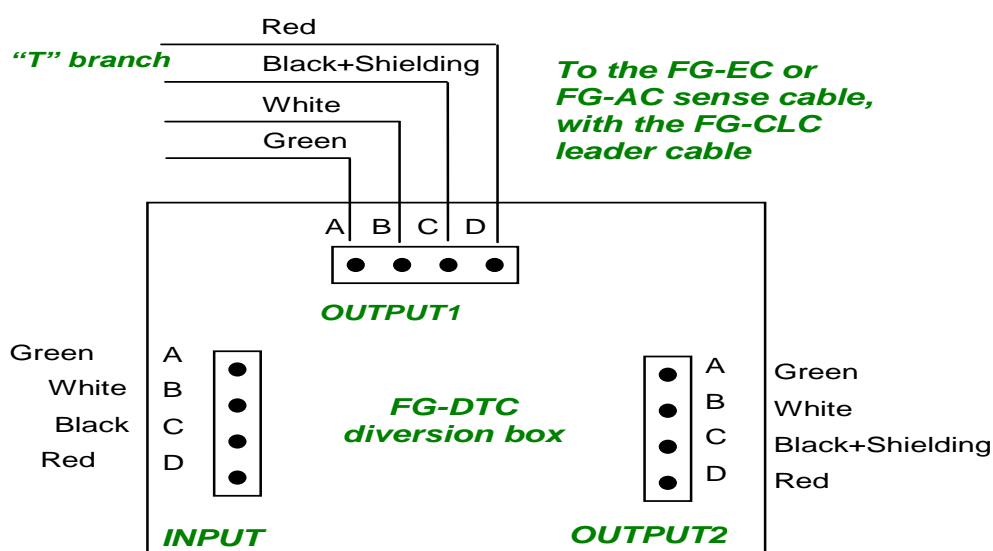 Red
“T” branch
Black+Shielding
White
Green
To the FG-EC or
FG-AC sense cable,
with the FG-CLC
leader cable
A B C D
OUTPUT1
Green A
White B
Black C
Red D
INPUT
FG-DTC
diversion box
A Green
B White
C Black+Shielding
D Red
OUTPUT2